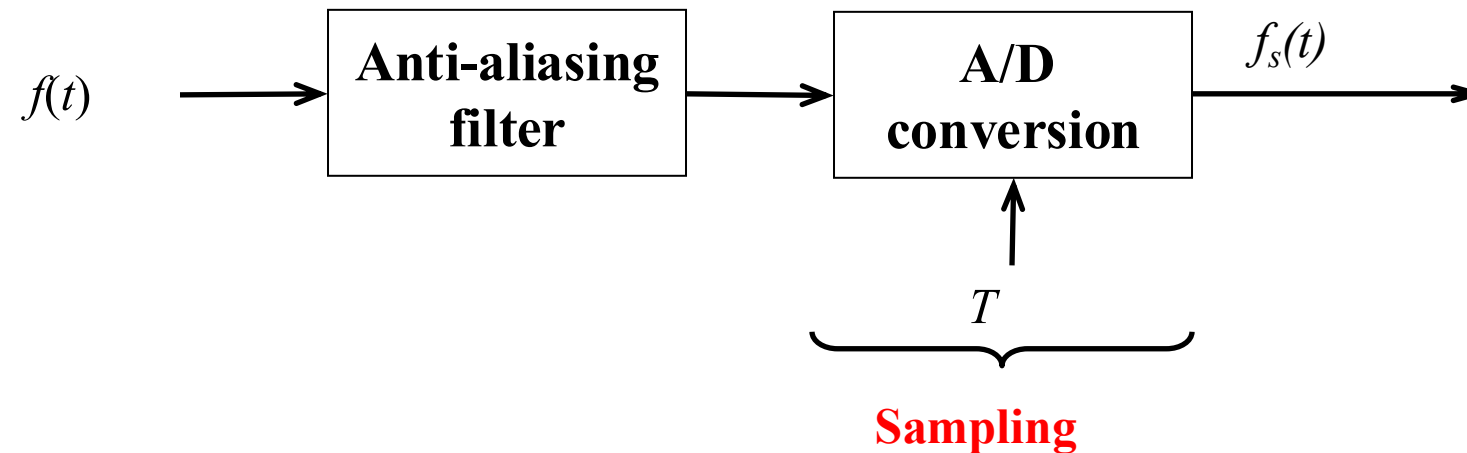 f(t)
Anti-aliasing
filter
A/D
conversion
fs(t)
T
Sampling